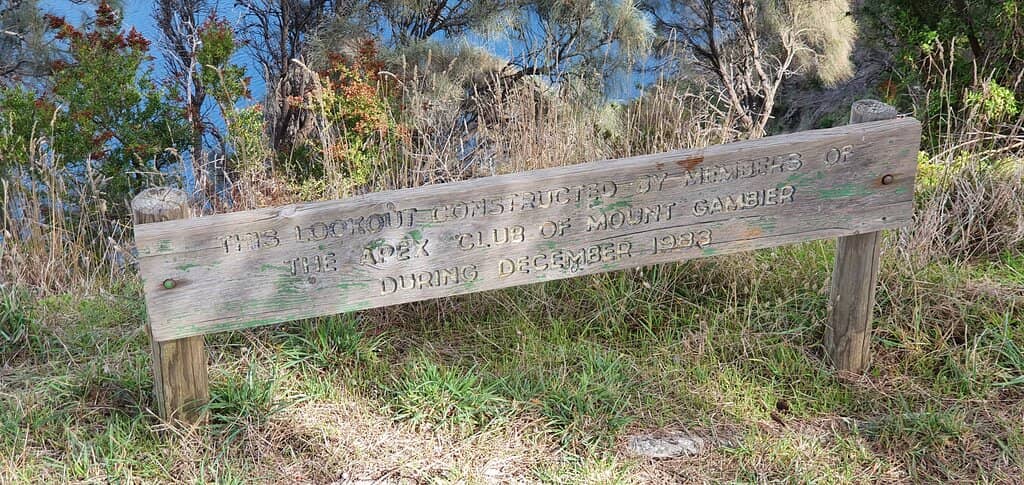 THIS LOOKOUT CONSTRUCTED BY MEMBERS OF
THE APEX CLUB OF MOUNT GAMBIER
DURING DECEMBER 1983